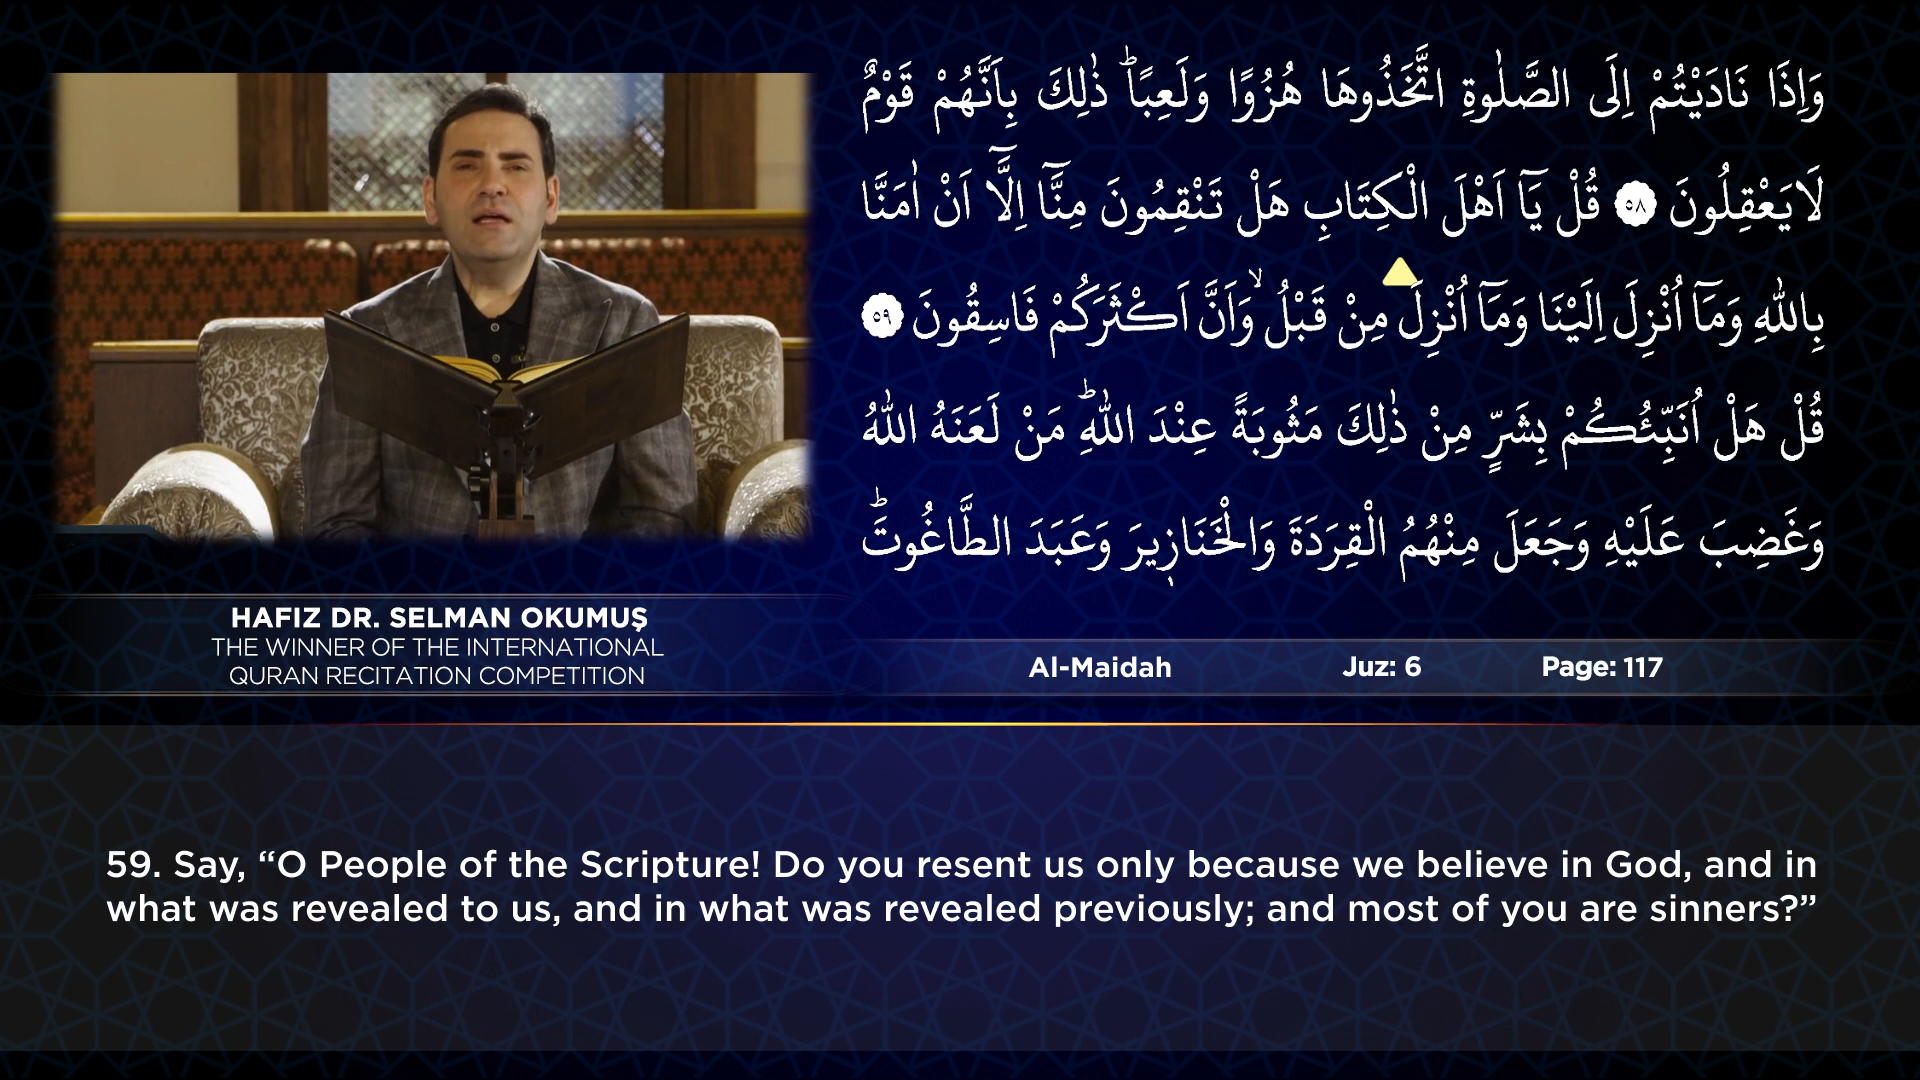 وَاِذَا نَادَيْتُمْ اِلَى الصَّلٰوةِ اتَّخَذُوهَا هُزُوًا وَلَعِبًاۜ ذٰلِكَ بِاَنَّهُمْ قَوْمٌ
لَا يَعْقِلُونَ ﴿٥٨﴾ قُلْ يَٓا اَهْلَ الْكِتَابِ هَلْ تَنْقِمُونَ مِنَّٓا اِلَّٓا اَنْ اٰمَنَّا
بِاللّٰهِ وَمَٓا اُنْزِلَ اِلَيْنَا وَمَٓا اُنْزِلَ مِنْ قَبْلُۙ وَاَنَّ اَكْثَرَكُمْ فَاسِقُونَ ﴿٥٩﴾
قُلْ هَلْ اُنَبِّئُكُمْ بِشَرٍّ مِنْ ذٰلِكَ مَثُوبَةً عِنْدَ اللّٰهِۜ مَنْ لَعَنَهُ اللّٰهُ
وَغَضِبَ عَلَيْهِ وَجَعَلَ مِنْهُمُ الْقِرَدَةَ وَالْخَنَازِيرَ وَعَبَدَ الطَّاغُوتَۜ
HAFIZ DR. SELMAN OKUMUŞ
THE WINNER OF THE INTERNATIONAL
QURAN RECITATION COMPETITION
Al-Maidah Juz: 6 Page: 117
59. Say, “O People of the Scripture! Do you resent us only because we believe in God, and in
what was revealed to us, and in what was revealed previously; and most of you are sinners?”